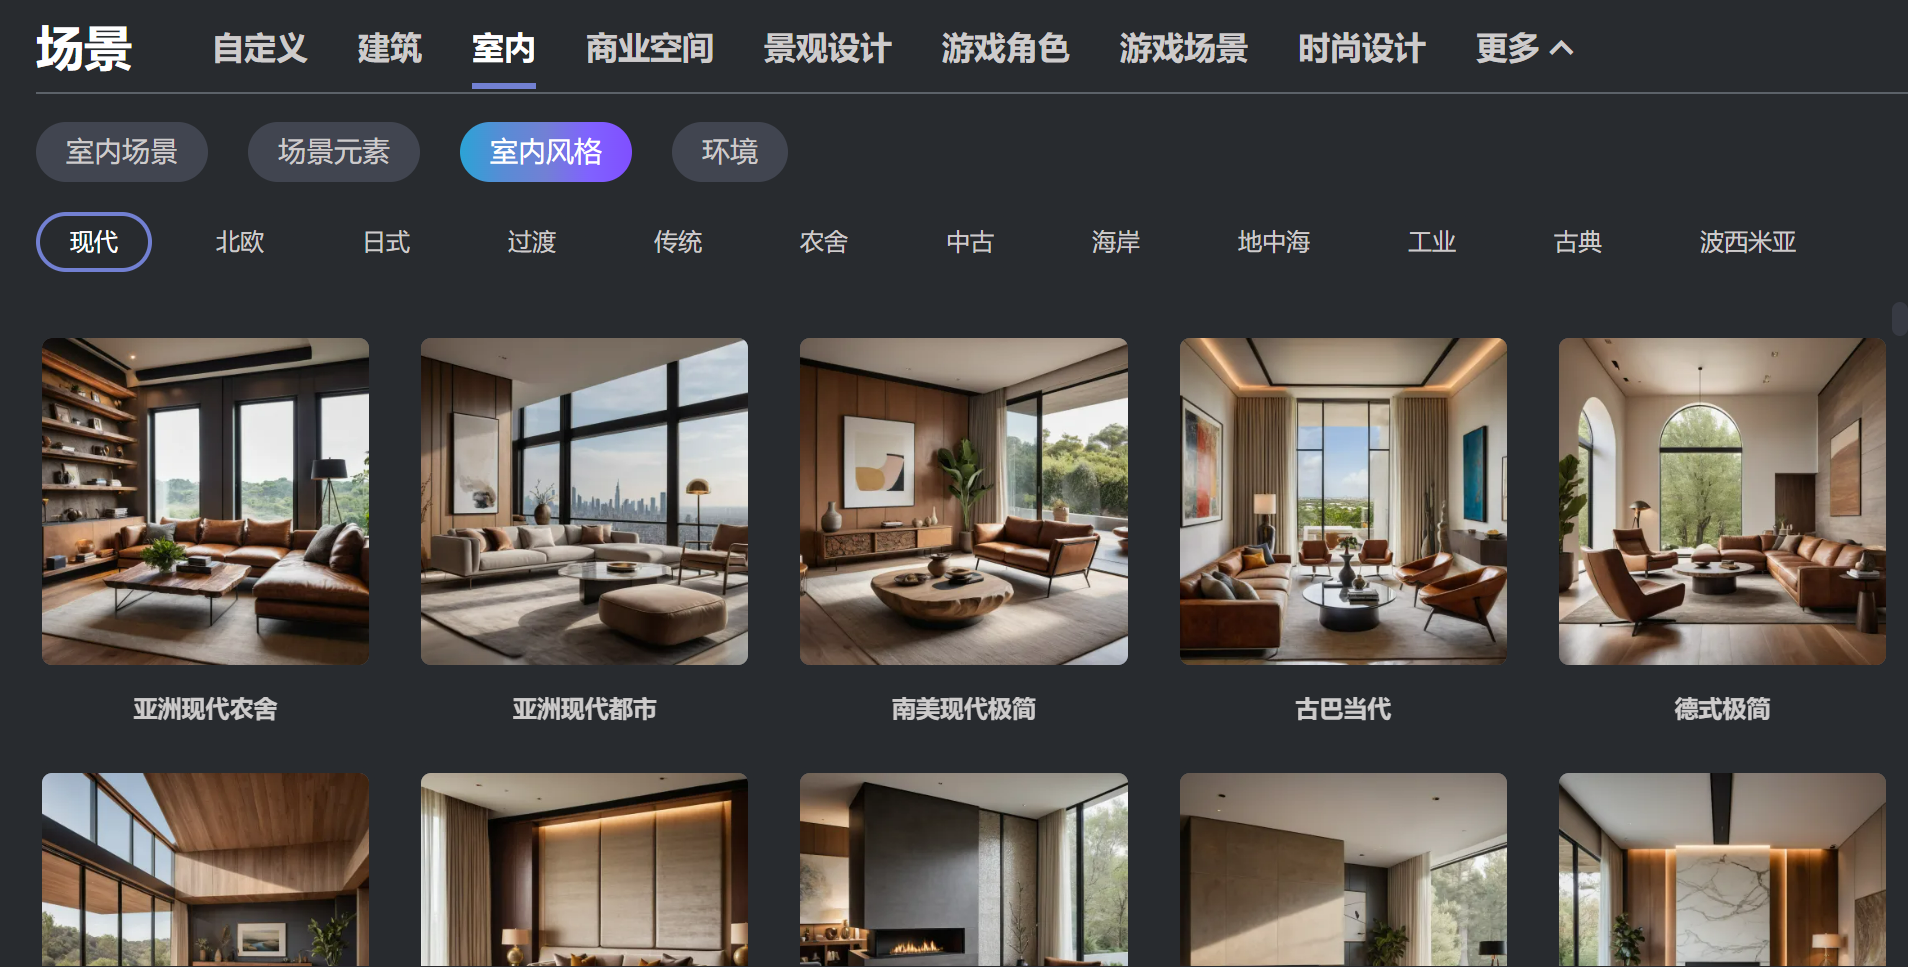 场景 自定义 建筑 室内 商业空间 景观设计 游戏角色 游戏场景 时尚设计 更多
室内场景 场景元素 室内风格 环境
现代 北欧 日式 过渡 传统 农舍 中古 海岸 地中海 工业 古典 波西米亚
亚洲现代农舍 亚洲现代都市 南美现代极简 古巴当代 德式极简